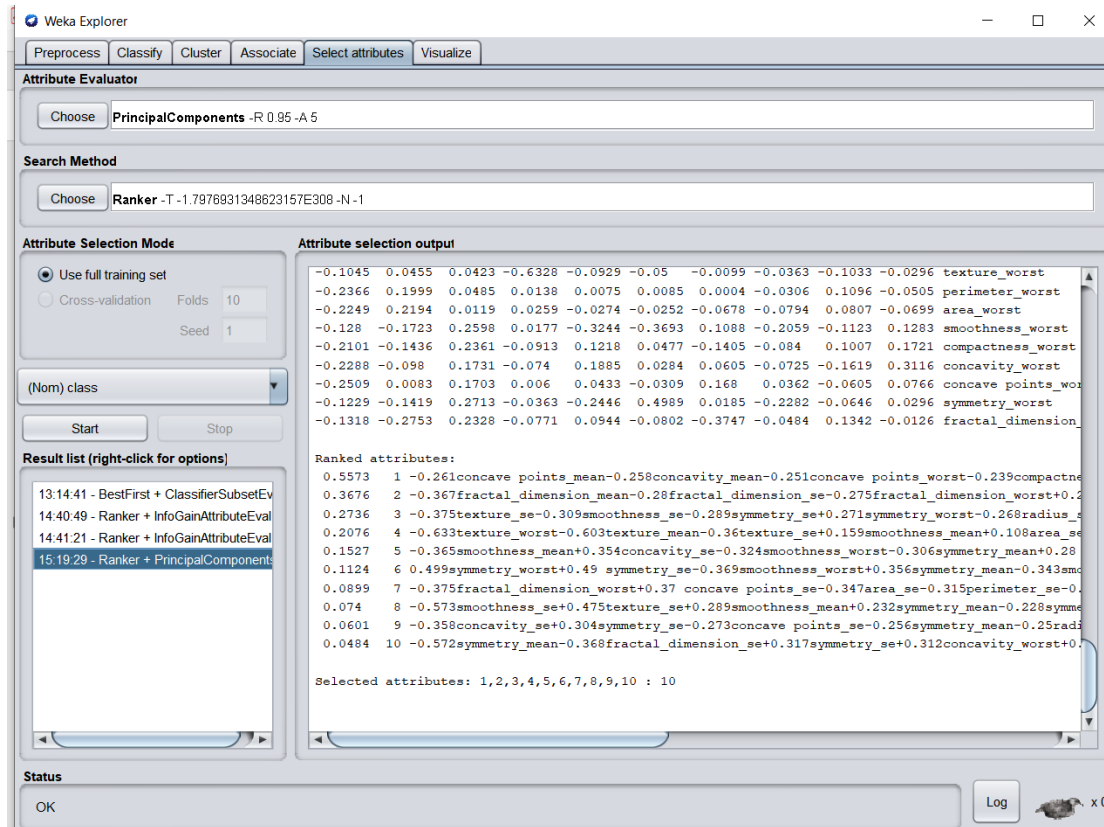 Weka Explorer
Preprocess Classify Cluster Associate Select attributes Visualize
Attribute Evaluator
Choose PrincipalComponents -R 0.95 -A 5
Search Method
Choose Ranker -T -1.7976931348623157E308 -N -1
Attribute Selection Mode
Use full training set
Cross-validation Folds 10
Seed 1
(Nom) class
Start Stop
Result list (right-click for options)
13:14:41 - BestFirst + ClassifierSubsetEv
14:40:49 - Ranker + InfoGainAttributeEval
14:41:21 - Ranker + InfoGainAttributeEval
15:19:29 - Ranker + PrincipalComponents
Attribute selection output
-0.1045 0.0455 0.0423 -0.6328 -0.0929 -0.05 -0.0099 -0.0363 -0.1033 -0.0296 texture_worst
-0.2366 0.1999 0.0485 0.0138 0.0075 0.0085 0.0004 -0.0306 0.1096 -0.0505 perimeter_worst
-0.2249 0.2194 0.0119 0.0259 -0.0274 -0.0252 -0.0678 -0.0794 0.0807 -0.0699 area_worst
-0.128 -0.1723 0.2598 0.0177 -0.3244 -0.3693 0.1088 -0.2059 -0.1123 0.1283 smoothness_worst
-0.2101 -0.1436 0.2361 -0.0913 0.1218 0.0477 -0.1405 -0.084 0.1007 0.1721 compactness_worst
-0.2288 -0.098 0.1731 -0.074 0.1885 0.0284 0.0605 -0.0725 -0.1619 0.3116 concavity_worst
-0.2509 0.0083 0.1703 0.006 0.0433 -0.0309 0.168 0.0362 -0.0605 0.0766 concave points_wor
-0.1229 -0.1419 0.2713 -0.0363 -0.2446 0.4989 0.0185 -0.2282 -0.0646 0.0296 symmetry_worst
-0.1318 -0.2753 0.2328 -0.0771 0.0944 -0.0802 -0.3747 -0.0484 0.1342 -0.0126 fractal_dimension_
Ranked attributes:
0.5573 1 -0.261concave points_mean-0.258concavity_mean-0.251concave points_worst-0.239compactne
0.3676 2 -0.367fractal_dimension_mean-0.28fractal_dimension_se-0.275fractal_dimension_worst+0.2
0.2736 3 -0.375texture_se-0.309smoothness_se-0.289symmetry_se+0.271symmetry_worst-0.268radius_s
0.2076 4 -0.633texture_worst-0.603texture_mean-0.36texture_se+0.159smoothness_mean+0.108area_se
0.1527 5 -0.365smoothness_mean+0.354concavity_se-0.324smoothness_worst-0.306symmetry_mean+0.28
0.1124 6 0.499symmetry_worst+0.49 symmetry_se-0.369smoothness_worst+0.356symmetry_mean-0.343smo
0.0899 7 -0.375fractal_dimension_worst+0.37 concave points_se-0.347area_se-0.315perimeter_se-0.
0.074 8 -0.573smoothness_se+0.475texture_se+0.289smoothness_mean+0.232symmetry_mean-0.228symme
0.0601 9 -0.358concavity_se+0.304symmetry_se-0.273concave points_se-0.256symmetry_mean-0.25radi
0.0484 10 -0.572symmetry_mean-0.368fractal_dimension_se+0.317symmetry_se+0.312concavity_worst+0.
Selected attributes: 1,2,3,4,5,6,7,8,9,10 : 10
Status
OK
Log
x 0